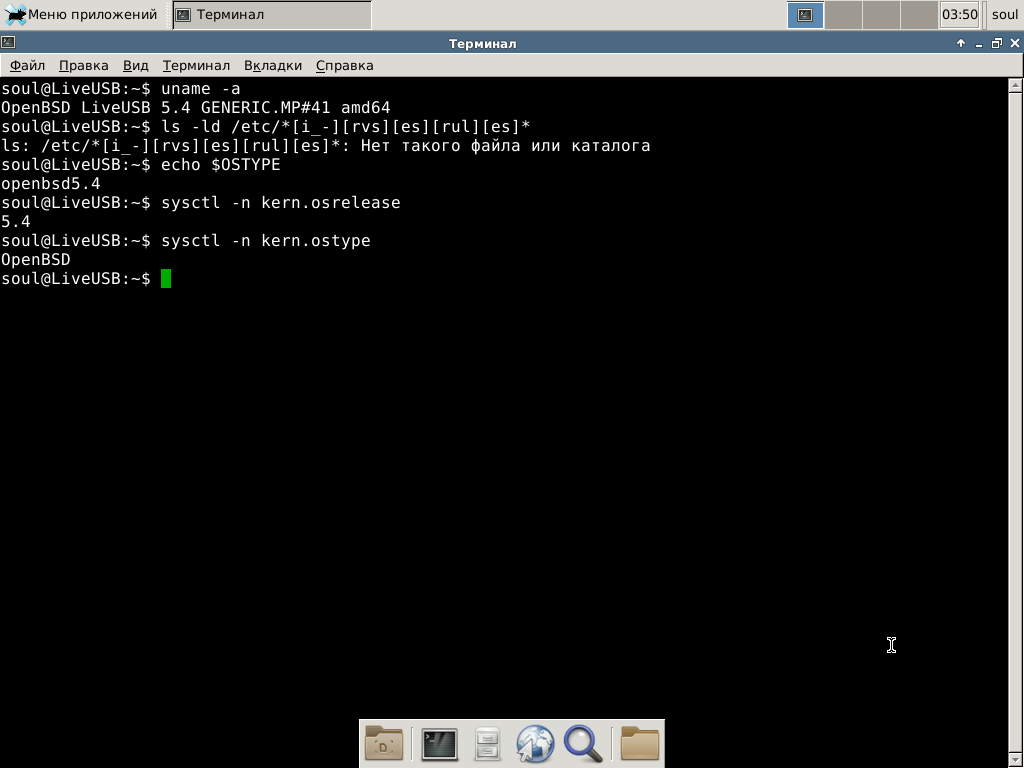 Меню приложений Терминал 03:50 soul
Терминал
Файл Правка Вид Терминал Вкладки Справка
soul@LiveUSB:~$ uname -a
OpenBSD LiveUSB 5.4 GENERIC.MP#41 amd64
soul@LiveUSB:~$ ls -ld /etc/*[i_-][rvs][es][rul][es]*
ls: /etc/*[i_-][rvs][es][rul][es]*: Нет такого файла или каталога
soul@LiveUSB:~$ echo $OSTYPE
openbsd5.4
soul@LiveUSB:~$ sysctl -n kern.osrelease
5.4
soul@LiveUSB:~$ sysctl -n kern.ostype
OpenBSD
soul@LiveUSB:~$
D